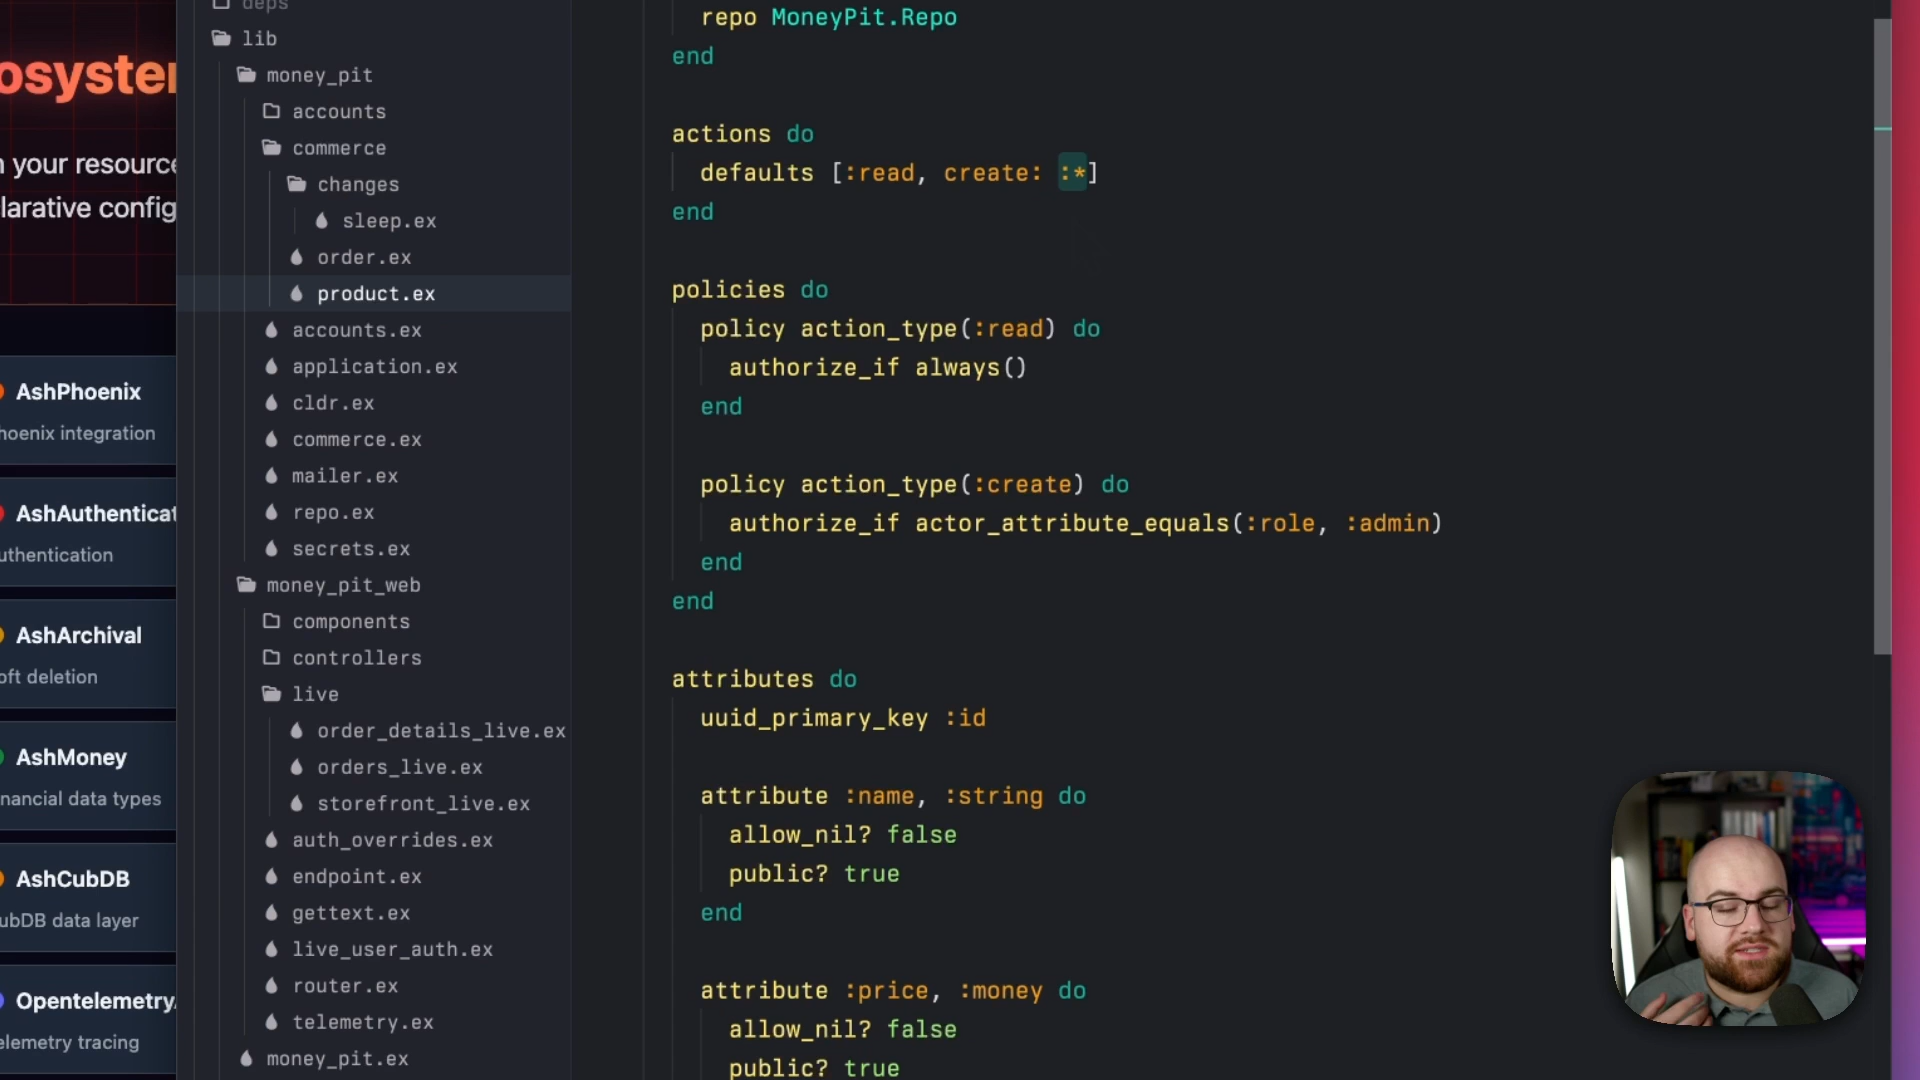 deps
lib
money_pit
accounts
commerce
changes
sleep.ex
order.ex
product.ex
accounts.ex
application.ex
cldr.ex
commerce.ex
mailer.ex
repo.ex
secrets.ex
money_pit_web
components
controllers
live
order_details_live.ex
orders_live.ex
storefront_live.ex
auth_overrides.ex
endpoint.ex
gettext.ex
live_user_auth.ex
router.ex
telemetry.ex
money_pit.ex
osyste
your resource
larative config
AshPhoenix
hoenix integration
AshAuthenticat
uthentication
AshArchival
oft deletion
AshMoney
nancial data types
AshCubDB
ubDB data layer
Opentelemetry
elemetry tracing
repo MoneyPit.Repo
end
actions do
defaults [:read, create: :*]
end
policies do
policy action_type(:read) do
authorize_if always()
end
policy action_type(:create) do
authorize_if actor_attribute_equals(:role, :admin)
end
end
attributes do
uuid_primary_key :id
attribute :name, :string do
allow_nil? false
public? true
end
attribute :price, :money do
allow_nil? false
public? true